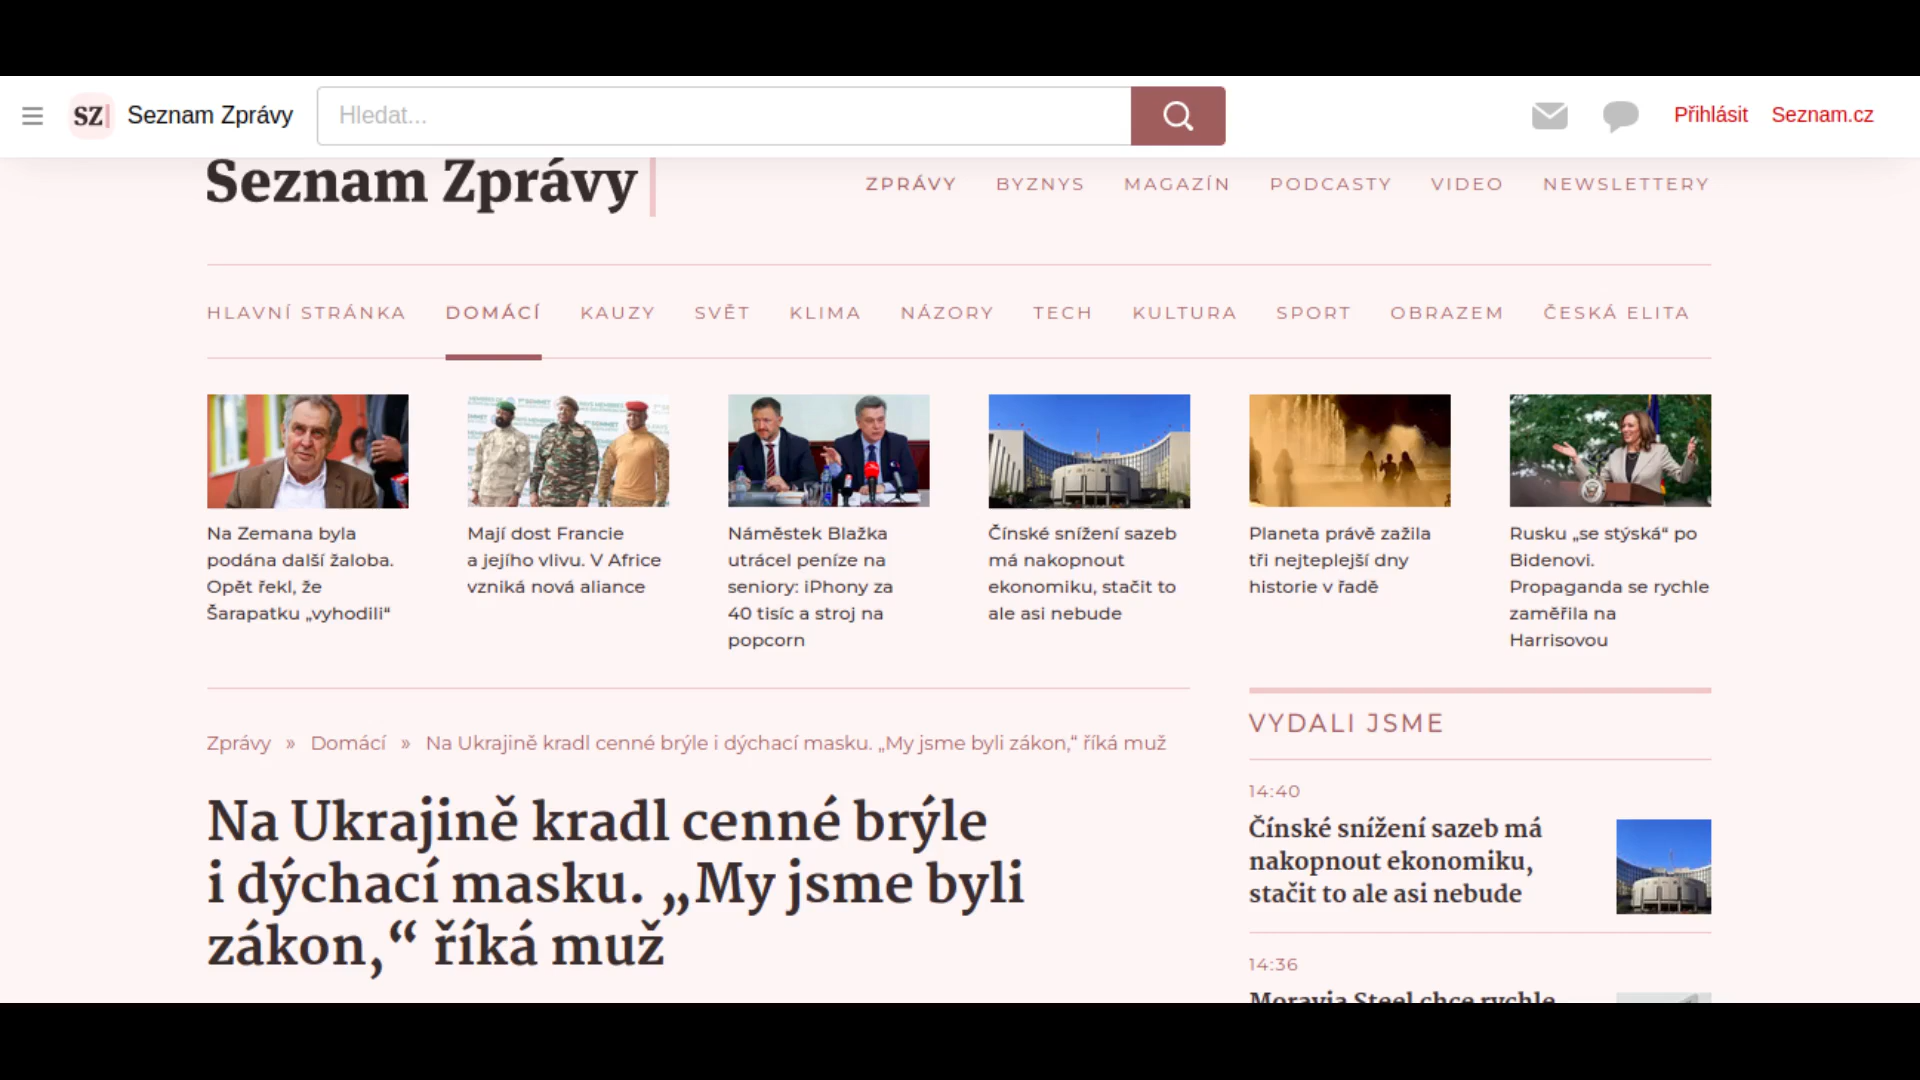 SZ Seznam Zprávy
Hledat...
Přihlásit
Seznam.cz
Seznam Zprávy
ZPRÁVY BYZNYS MAGAZÍN PODCASTY VIDEO NEWSLETTERY
HLAVNÍ STRÁNKA DOMÁCÍ KAUZY SVĚT KLIMA NÁZORY TECH KULTURA SPORT OBRAZEM ČESKÁ ELITA
Na Zemana byla
podána další žaloba.
Opět řekl, že
Šarapatku „vyhodili“
Mají dost Francie
a jejího vlivu. V Africe
vzniká nová aliance
Náměstek Blažka
utrácel peníze na
seniory: iPhony za
40 tisíc a stroj na
popcorn
Čínské snížení sazeb
má nakopnout
ekonomiku, stačit to
ale asi nebude
Planeta právě zažila
tři nejteplejší dny
historie v řadě
Rusku „se stýská“ po
Bidenovi.
Propaganda se rychle
zaměřila na
Harrisovou
Zprávy » Domácí » Na Ukrajině kradl cenné brýle i dýchací masku. „My jsme byli zákon,“ říká muž
Na Ukrajině kradl cenné brýle
i dýchací masku. „My jsme byli
zákon,“ říká muž
VYDALI JSME
14:40
Čínské snížení sazeb má
nakopnout ekonomiku,
stačit to ale asi nebude
14:36
Moravia Steel chce rychle